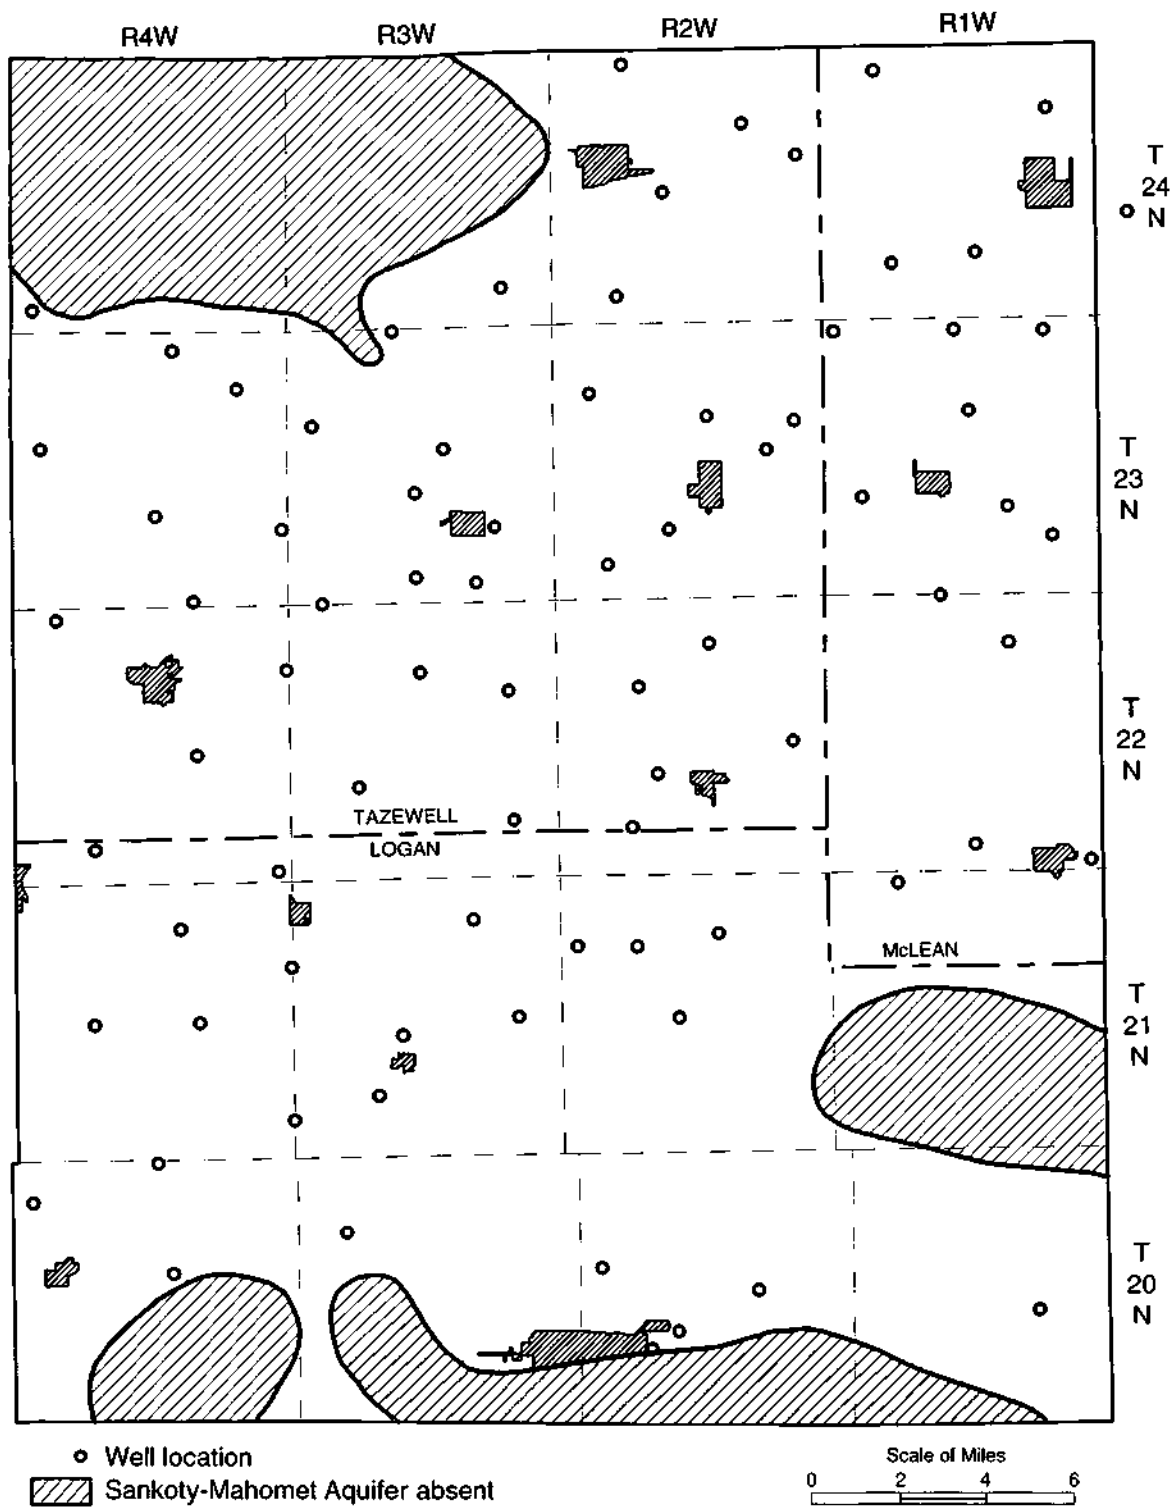 R4W R3W R2W R1W
T
24
N
T
23
N
T
22
N
TAZEWELL
LOGAN
McLEAN
T
21
N
T
20
N
Well location
Sankoty-Mahomet Aquifer absent
Scale of Miles
0 2 4 6